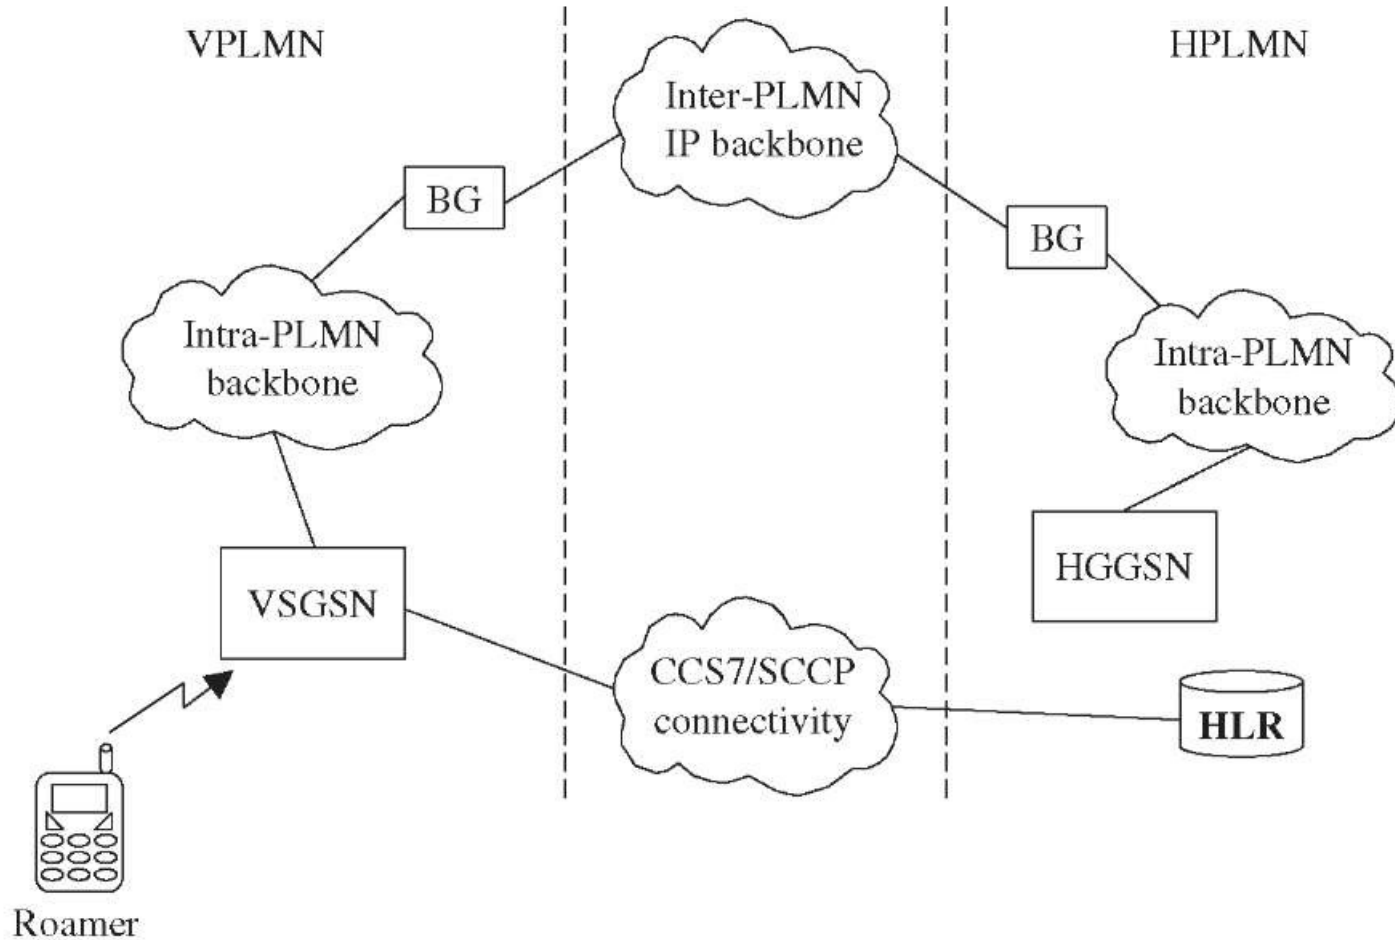 VPLMN
HPLMN
Inter-PLMN
IP backbone
BG
BG
Intra-PLMN
backbone
Intra-PLMN
backbone
VSGSN
HGGSN
CCS7/SCCP
connectivity
HLR
Roamer